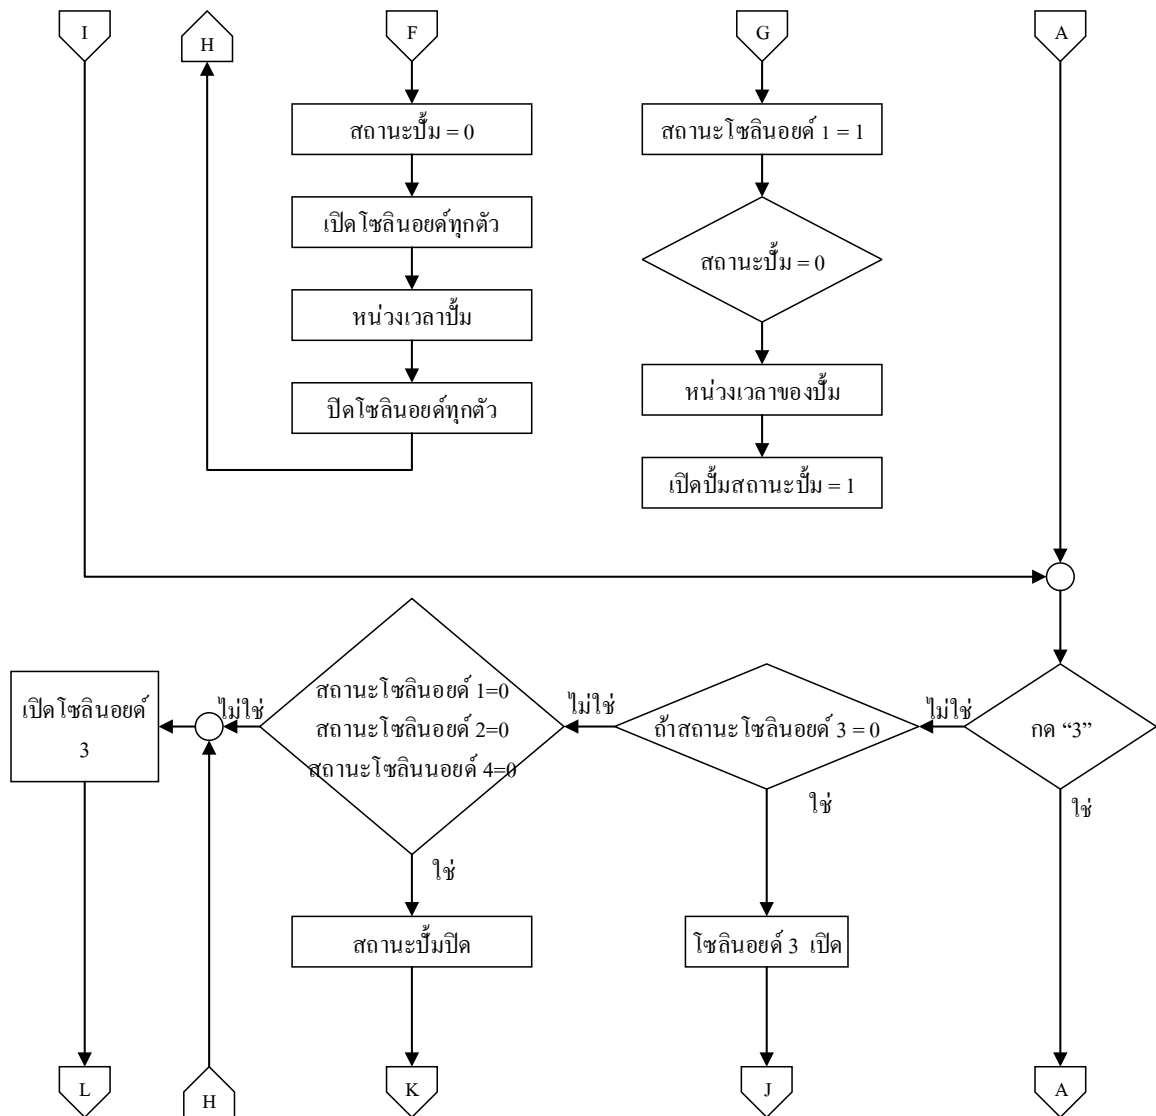 I
H
F
G
A
สถานะปั้ม = 0
สถานะโซลินอยด์ 1 = 1
เปิดโซลินอยด์ทุกตัว
สถานะปั้ม = 0
หน่วงเวลาปั้ม
หน่วงเวลาของปั้ม
ปิดโซลินอยด์ทุกตัว
เปิดปั้มสถานะปั้ม = 1
เปิดโซลินอยด์
3
ไม่ใช่
สถานะโซลินอยด์ 1=0
สถานะโซลินอยด์ 2=0
สถานะโซลินนอยด์ 4=0
ไม่ใช่
ถ้าสถานะโซลินอยด์ 3 = 0
ไม่ใช่
กด “3”
ใช่
ใช่
ใช่
สถานะปั้มปิด
โซลินอยด์ 3 เปิด
L
H
K
J
A